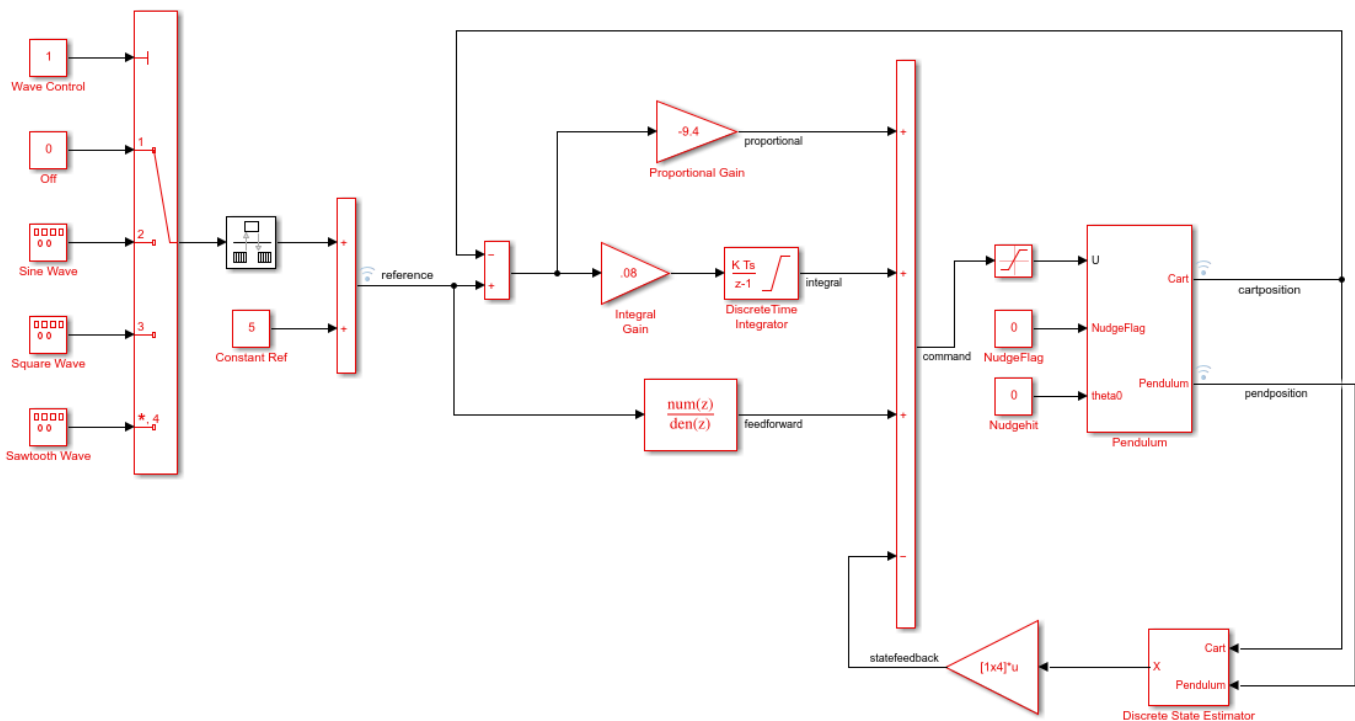 1
Wave Control
0
Off
1
Sine Wave
2
Square Wave
3
Sawtooth Wave
*, 4
+
+
5
Constant Ref
reference
−
+
-9.4
Proportional Gain
proportional
.08
Integral
Gain
K Ts
z-1
DiscreteTime
Integrator
integral
num(z)
den(z)
feedforward
+
+
+
−
command
statefeedback
[1x4]*u
0
NudgeFlag
0
Nudgehit
U
NudgeFlag
theta0
Cart
Pendulum
Pendulum
cartposition
pendposition
X
Cart
Pendulum
Discrete State Estimator